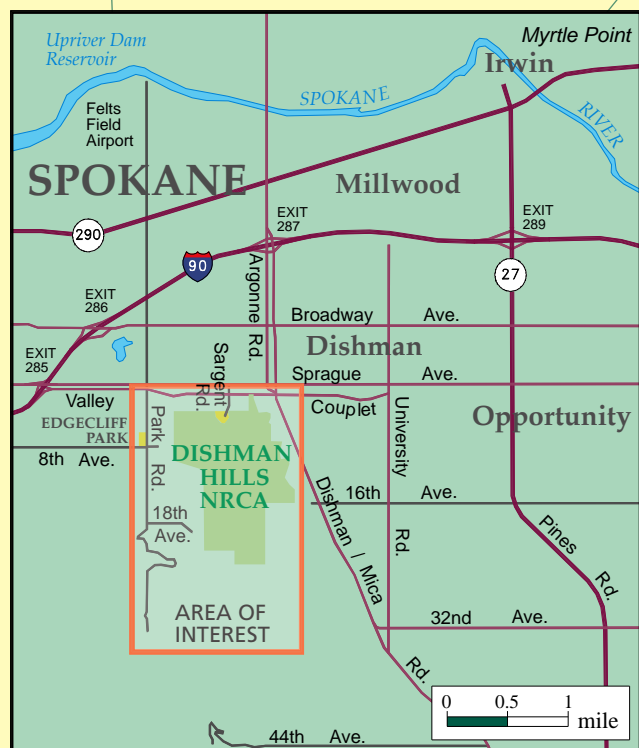 Upriver Dam
Reservoir
Myrtle Point
Irwin
SPOKANE
RIVER
Felts
Field
Airport
SPOKANE
Millwood
290
EXIT
287
EXIT
289
90
27
Argonne Rd.
EXIT
286
Broadway Ave.
Dishman
EXIT
285
Sargent Rd.
Sprague Ave.
Valley
Couplet
University Rd.
Opportunity
EDGECLIFF
PARK
Park Rd.
8th Ave.
DISHMAN
HILLS
NRCA
Dishman / Mica Rd.
16th Ave.
18th
Ave.
Pines Rd.
AREA OF
INTEREST
32nd Ave.
0 0.5 1
mile
44th Ave.